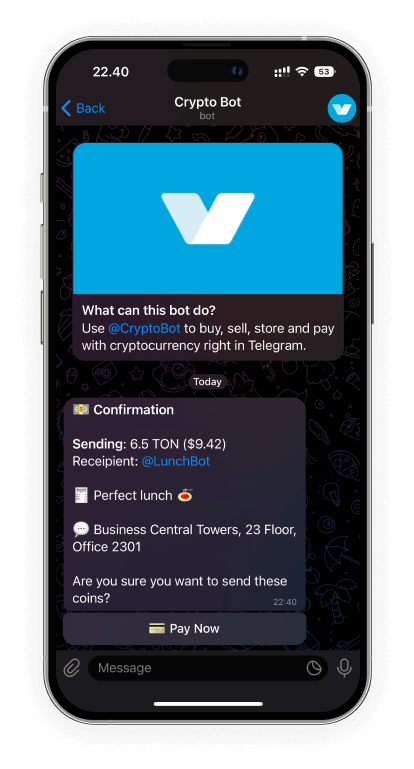 22.40
53
Back
Crypto Bot
bot
What can this bot do?
Use @CryptoBot to buy, sell, store and pay
with cryptocurrency right in Telegram.
Today
Confirmation
Sending: 6.5 TON ($9.42)
Receipient: @LunchBot
Perfect lunch
Business Central Towers, 23 Floor,
Office 2301
Are you sure you want to send these
coins?
22:40
Pay Now
Message